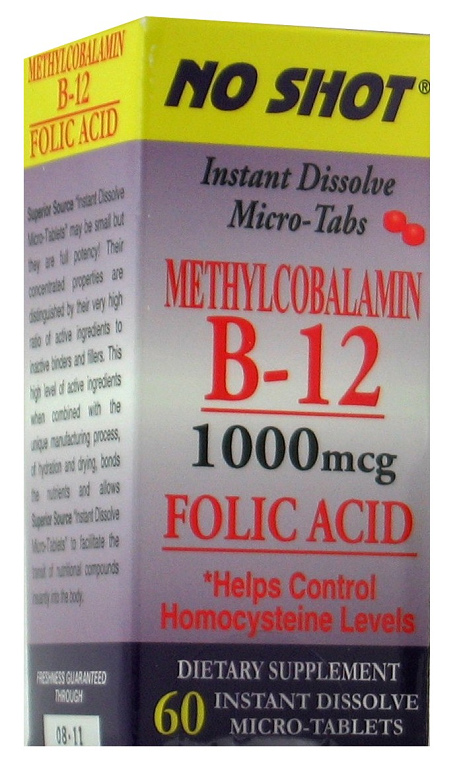 METHYLCOBALAMIN
B-12
FOLIC ACID
Superior Source "Instant Dissolve
Micro-Tablets" may be small but
they are full potency! Their
concentrated properties are
distinguished by their very high
ratio of active ingredients to
inactive binders and fillers. This
high level of active ingredients
when combined with the
unique manufacturing process,
of hydration and drying, bonds
the nutrients and allows
Superior Source "Instant Dissolve
Micro-Tablets" to facilitate the
transit of nutritional compounds
instantly into the body.
FRESHNESS GUARANTEED
THROUGH
08-11
NO SHOT®
Instant Dissolve
Micro-Tabs
METHYLCOBALAMIN
B-12
1000mcg
FOLIC ACID
*Helps Control
Homocysteine Levels
DIETARY SUPPLEMENT
60 INSTANT DISSOLVE
MICRO-TABLETS